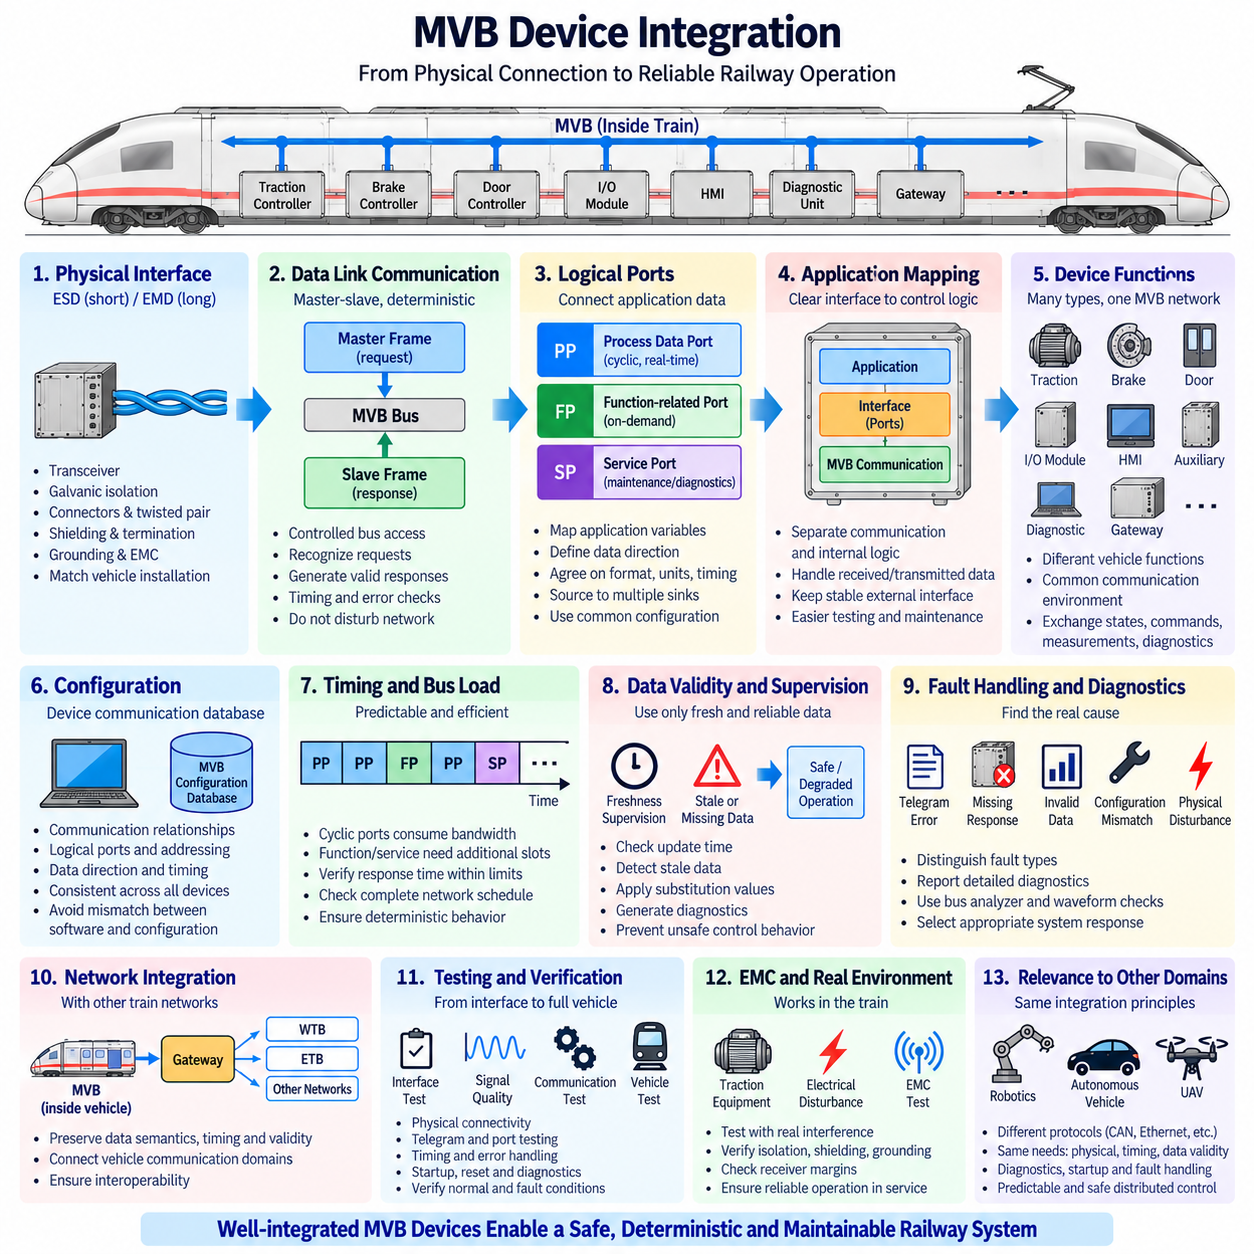 MVB Device Integration
From Physical Connection to Reliable Railway Operation
MVB (Inside Train)
Traction
Controller
Brake
Controller
Door
Controller
I/O
Module
HMI
Diagnostic
Unit
Gateway
1. Physical Interface
ESD (short) / EMD (long)
• Transceiver
• Galvanic isolation
• Connectors & twisted pair
• Shielding & termination
• Grounding & EMC
• Match vehicle installation
2. Data Link Communication
Master-slave, deterministic
Master Frame
(request)
MVB Bus
Slave Frame
(response)
• Controlled bus access
• Recognize requests
• Generate valid responses
• Timing and error checks
• Do not disturb network
3. Logical Ports
Connect application data
PP
Process Data Port
(cyclic, real-time)
FP
Function-related Port
(on-demand)
SP
Service Port
(maintenance/diagnostics)
• Map application variables
• Define data direction
• Agree on format, units, timing
• Source to multiple sinks
• Use common configuration
4. Application Mapping
Clear interface to control logic
Application
Interface
(Ports)
MVB Communication
• Separate communication
and internal logic
• Handle received/transmitted data
• Keep stable external interface
• Easier testing and maintenance
5. Device Functions
Many types, one MVB network
Traction
Brake
Door
I/O Module
HMI
Auxiliary
Diagnostic
Gateway
...
• Differant vehicle functions
• Common communication
environment
• Exchange states, commands,
measurements, diagnostics
6. Configuration
Device communication database
MVB
Configuration
Database
• Communication relationships
• Logical ports and addressing
• Data direction and timing
• Consistent across all devices
• Avoid mismatch between
software and configuration
7. Timing and Bus Load
Predictable and efficient
PP PP FP PP SP ...
Time
• Cyclic ports consume bandwidth
• Function/service need additional slots
• Verify response time within limits
• Check complete network schedule
• Ensure deterministic behavior
8. Data Validity and Supervision
Use only fresh and reliable data
Freshness
Supervision
Stale or
Missing Data
Safe /
Degraded
Operation
• Check update time
• Detect stale data
• Apply substitution values
• Generate diagnostics
• Prevent unsafe control behavior
9. Fault Handling and Diagnostics
Find the real cause
Telegram
Error
Missing
Response
Invalid
Data
Configuration
Mismatch
Physical
Disturbance
• Distinguish fault types
• Report detailed diagnostics
• Use bus analyzer and waveform checks
• Select appropriate system response
10. Network Integration
With other train networks
MVB
(inside vehicle)
Gateway
WTB
ETB
Other Networks
• Preserve data semantics, timing and validity
• Connect vehicle communication domains
• Ensure interoperability
11. Testing and Verification
From interface to full vehicle
Interface
Test
Signal
Quality
Communication
Test
Vehicle
Test
• Physical connectivity
• Telegram and port testing
• Timing and error handling
• Startup, reset and diagnostics
• Verify normal and fault conditions
12. EMC and Real Environment
Works in the train
Traction
Equipment
Electrical
Disturbance
EMC
Test
• Test with real interference
• Verify isolation, shielding, grounding
• Check receiver margins
• Ensure reliable operation in service
13. Relevance to Other Domains
Same integration principles
Robotics
Autonomous
Vehicle
UAV
• Different protocols (CAN, Ethernet, etc.)
• Same needs: physical, timing, data validity
• Diagnostics, startup and fault handling
• Predictable and safe distributed control
Well-integrated MVB Devices Enable a Safe, Deterministic and Maintainable Railway System